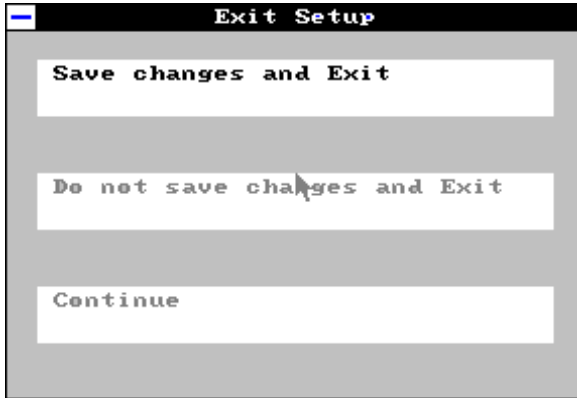 Exit Setup
Save changes and Exit
Do not save changes and Exit
Continue